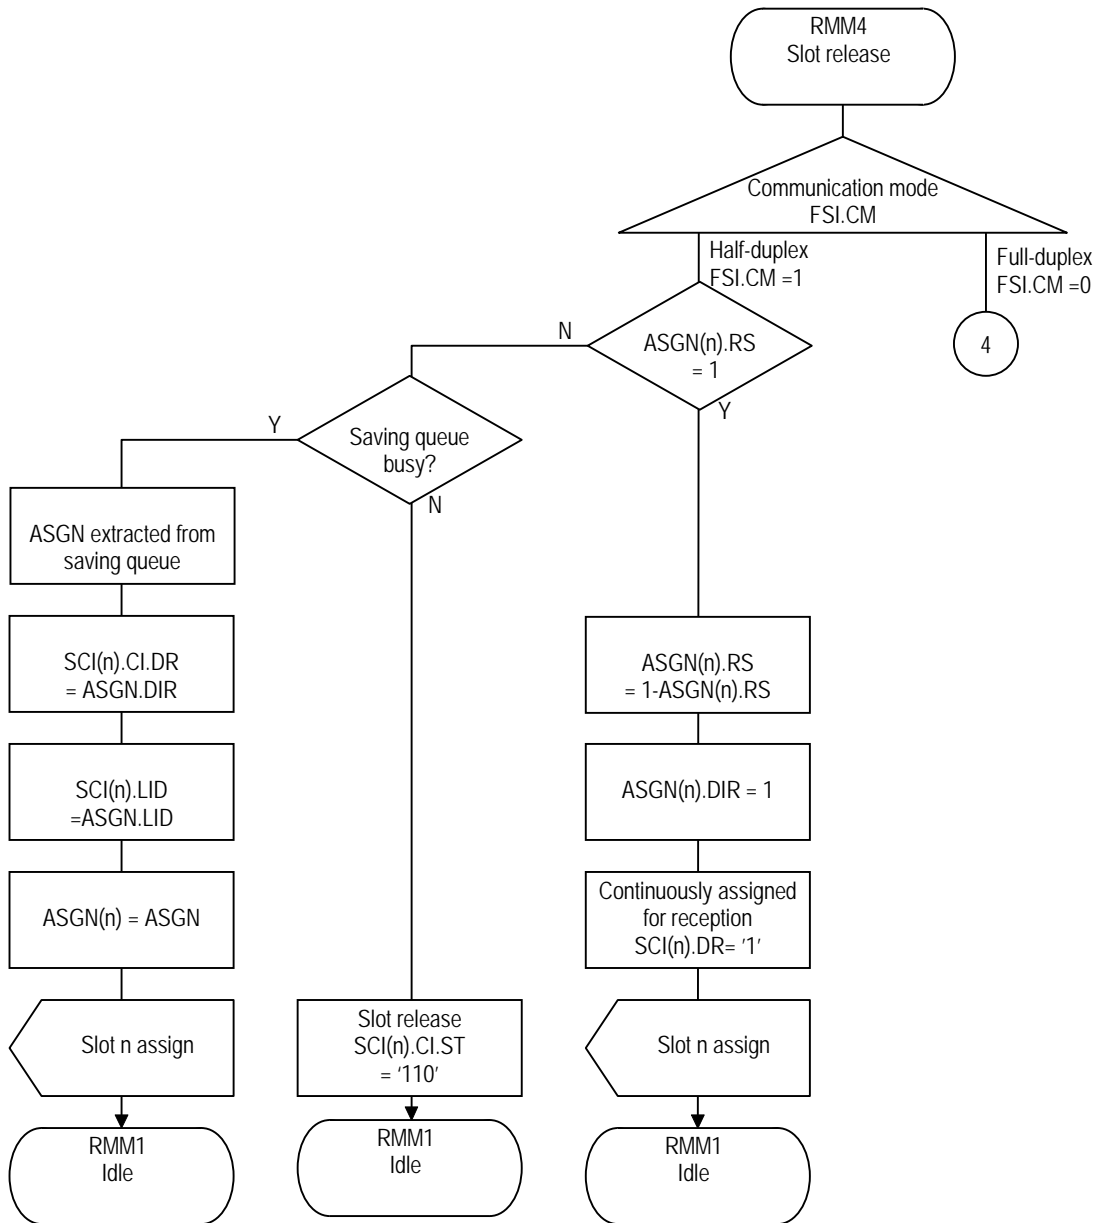 RMM4
Slot release
Communication mode
FSI.CM
Half-duplex
FSI.CM =1
Full-duplex
FSI.CM =0
4
ASGN(n).RS
= 1
N
Y
Saving queue
busy?
Y
N
ASGN extracted from
saving queue
SCI(n).CI.DR
= ASGN.DIR
SCI(n).LID
=ASGN.LID
ASGN(n) = ASGN
Slot n assign
RMM1
Idle
Slot release
SCI(n).CI.ST
= '110'
RMM1
Idle
ASGN(n).RS
= 1-ASGN(n).RS
ASGN(n).DIR = 1
Continuously assigned
for reception
SCI(n).DR= '1'
Slot n assign
RMM1
Idle